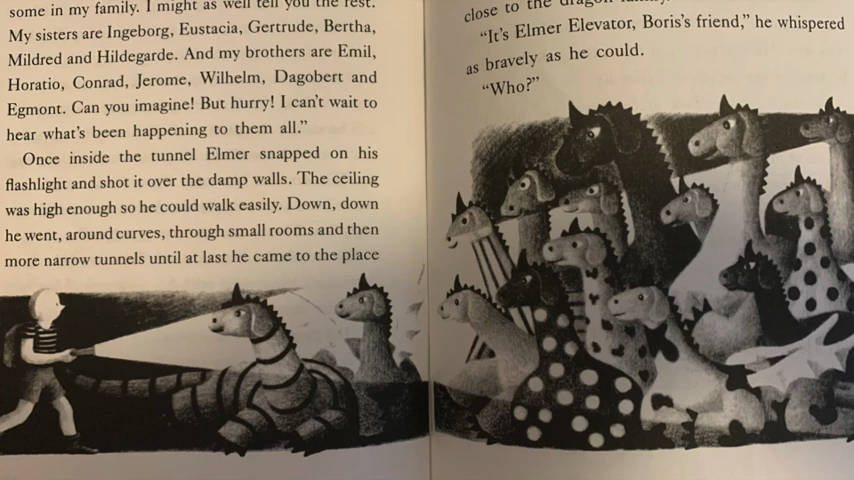 some in my family. I might as well tell you the rest.
My sisters are Ingeborg, Eustacia, Gertrude, Bertha,
Mildred and Hildegarde. And my brothers are Emil,
Horatio, Conrad, Jerome, Wilhelm, Dagobert and
Egmont. Can you imagine! But hurry! I can't wait to
hear what's been happening to them all."
Once inside the tunnel Elmer snapped on his
flashlight and shot it over the damp walls. The ceiling
was high enough so he could walk easily. Down, down
he went, around curves, through small rooms and then
more narrow tunnels until at last he came to the place
close to the dragon
"It's Elmer Elevator, Boris's friend," he whispered
as bravely as he could.
"Who?"